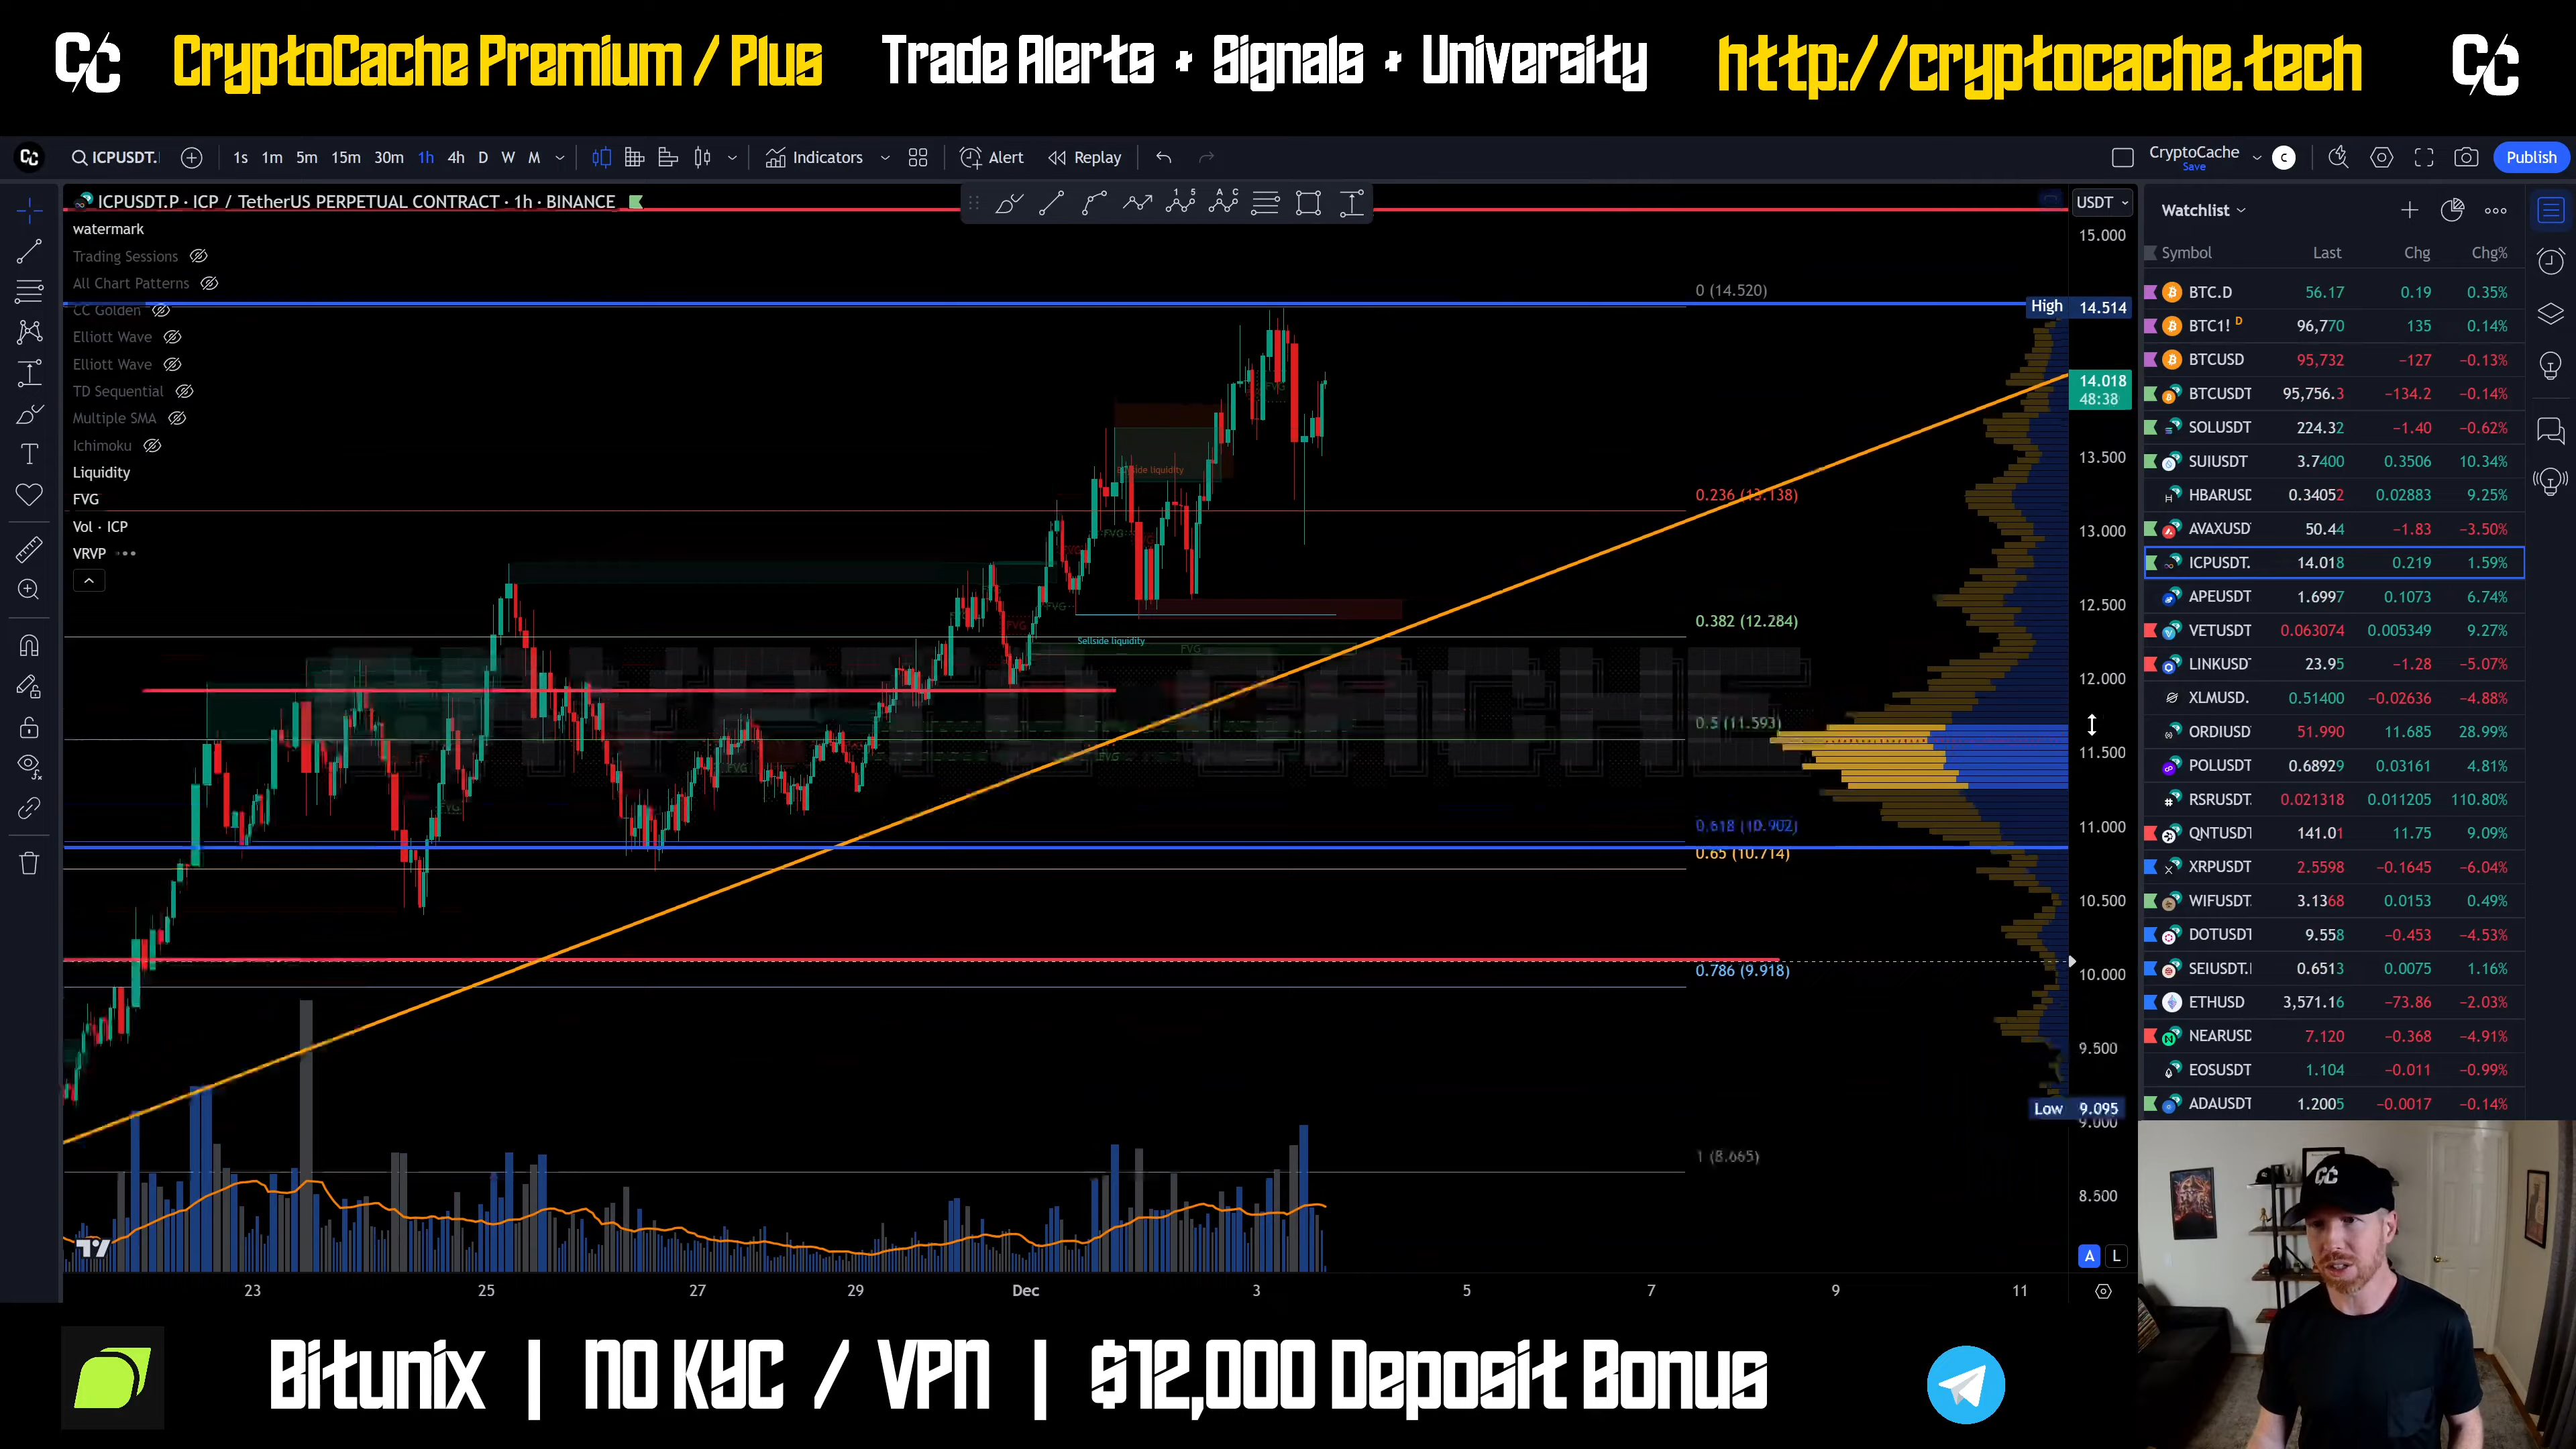 CryptoCache Premium / Plus Trade Alerts + Signals + University http://cryptocache.tech
ICPUSDT. 1s 1m 5m 15m 30m 1h 4h D W M Indicators Alert Replay CryptoCache Save C Publish
ICPUSDT.P · ICP / TetherUS PERPETUAL CONTRACT · 1h · BINANCE
watermark
Trading Sessions
All Chart Patterns
CC Golden
Elliott Wave
Elliott Wave
TD Sequential
Multiple SMA
Ichimoku
Liquidity
FVG
Vol · ICP
VRVP
0 (14.520)
0.236 (13.138)
0.382 (12.284)
0.5 (11.593)
0.618 (10.902)
0.65 (10.714)
0.786 (9.918)
1 (8.665)
Sellside liquidity
FVG
USDT
15.000
High 14.514
14.018
48:38
13.500
13.000
12.500
12.000
11.500
11.000
10.500
10.000
9.500
Low 9.095
9.000
8.500
A L
23 25 27 29 Dec 3 5 7 9 11
Watchlist
Symbol Last Chg Chg%
BTC.D 56.17 0.19 0.35%
BTC1! D 96,770 135 0.14%
BTCUSD 95,732 −127 −0.13%
BTCUSDT 95,756.3 −134.2 −0.14%
SOLUSDT 224.32 −1.40 −0.62%
SUIUSDT 3.7400 0.3506 10.34%
HBARUSD 0.34052 0.02883 9.25%
AVAXUSD 50.44 −1.83 −3.50%
ICPUSDT. 14.018 0.219 1.59%
APEUSDT 1.6997 0.1073 6.74%
VETUSDT 0.063074 0.005349 9.27%
LINKUSD 23.95 −1.28 −5.07%
XLMUSD. 0.51400 −0.02636 −4.88%
ORDIUSD 51.990 11.685 28.99%
POLUSDT 0.68929 0.03161 4.81%
RSRUSDT. 0.021318 0.011205 110.80%
QNTUSDT 141.01 11.75 9.09%
XRPUSDT 2.5598 −0.1645 −6.04%
WIFUSDT. 3.1368 0.0153 0.49%
DOTUSDT 9.558 −0.453 −4.53%
SEIUSDT.I 0.6513 0.0075 1.16%
ETHUSD 3,571.16 −73.86 −2.03%
NEARUSD 7.120 −0.368 −4.91%
EOSUSDT 1.104 −0.011 −0.99%
ADAUSDT 1.2005 −0.0017 −0.14%
Bitunix | NO KYC / VPN | $12,000 Deposit Bonus